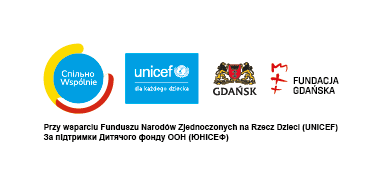 Спільно
Wspólnie
unicef
dla każdego dziecka
GDAŃSK
FUNDACJA
GDAŃSKA
Przy wsparciu Funduszu Narodów Zjednoczonych na Rzecz Dzieci (UNICEF)
За підтримки Дитячого фонду ООН (ЮНІСЕФ)